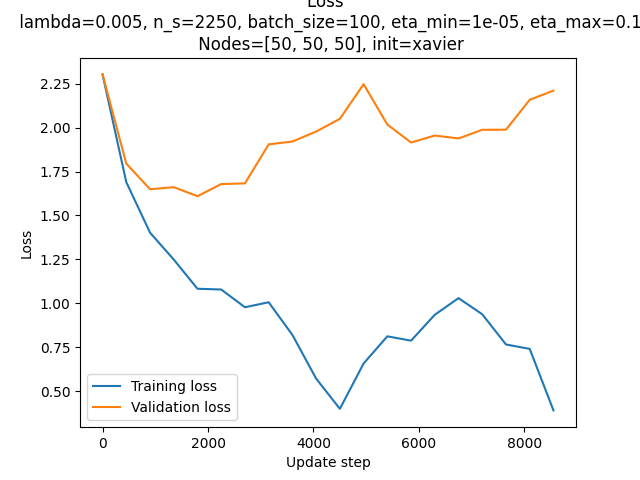 Loss
lambda=0.005, n_s=2250, batch_size=100, eta_min=1e-05, eta_max=0.1
Nodes=[50, 50, 50], init=xavier
2.25
2.00
1.75
1.50
1.25
1.00
0.75
0.50
Loss
Training loss
Validation loss
0 2000 4000 6000 8000
Update step